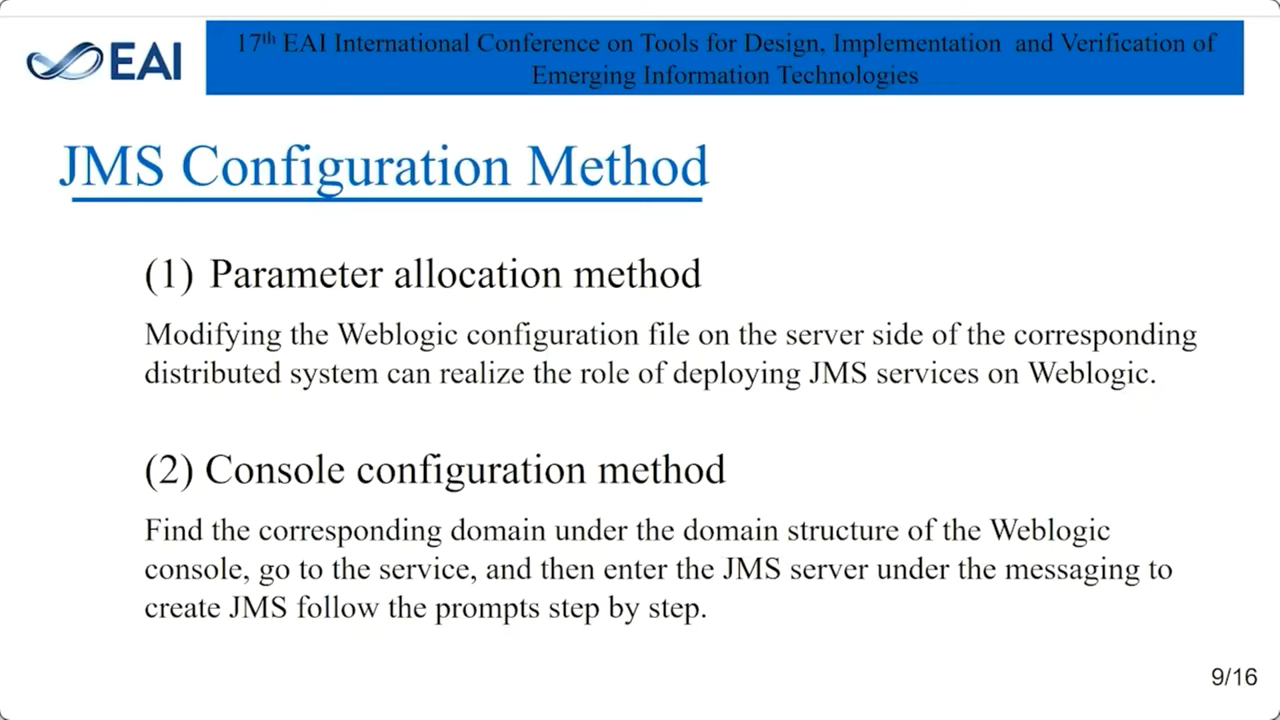 EAI
17th EAI International Conference on Tools for Design, Implementation and Verification of
Emerging Information Technologies
JMS Configuration Method
(1) Parameter allocation method
Modifying the Weblogic configuration file on the server side of the corresponding
distributed system can realize the role of deploying JMS services on Weblogic.
(2) Console configuration method
Find the corresponding domain under the domain structure of the Weblogic
console, go to the service, and then enter the JMS server under the messaging to
create JMS follow the prompts step by step.
9/16